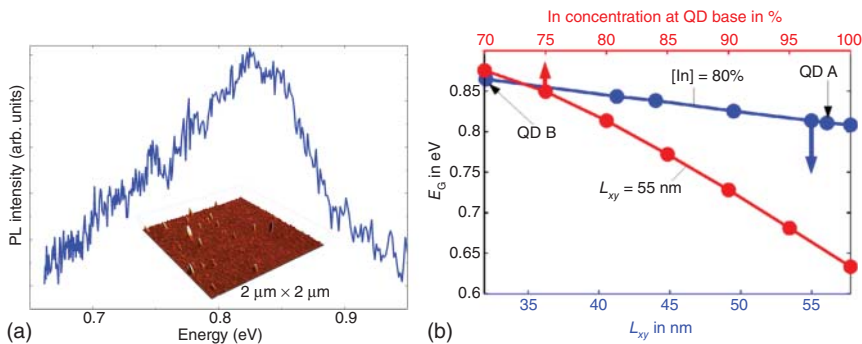 PL intensity (arb. units)
2 μm × 2 μm
0.7
0.8
0.9
Energy (eV)
(a)
In concentration at QD base in %
70 75 80 85 90 95 100
[In] = 80%
QD A
QD B
L_xy = 55 nm
E_G in eV
0.85
0.8
0.75
0.7
0.65
0.6
35 40 45 50 55
L_xy in nm
(b)